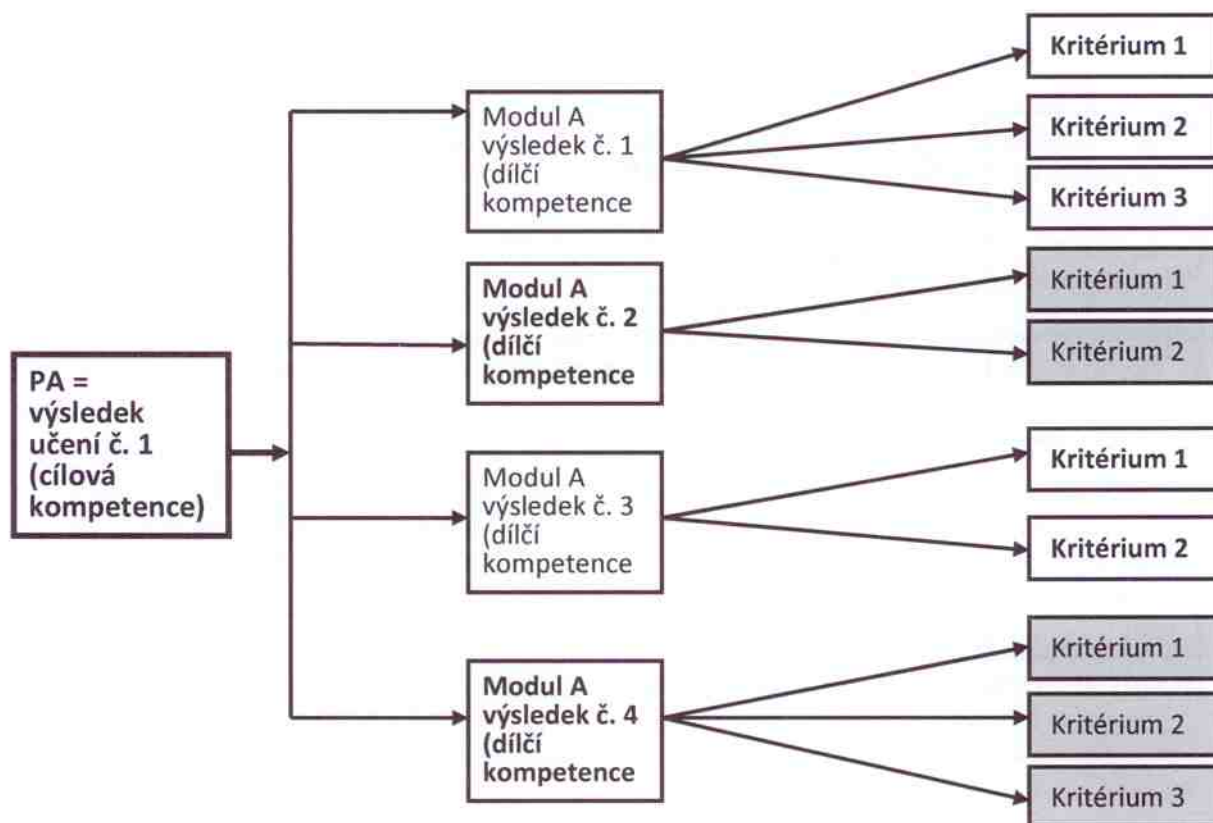 PA =
výsledek
učení č. 1
(cílová
kompetence)
Modul A
výsledek č. 1
(dílčí
kompetence
Kritérium 1
Kritérium 2
Kritérium 3
Modul A
výsledek č. 2
(dílčí
kompetence
Kritérium 1
Kritérium 2
Modul A
výsledek č. 3
(dílčí
kompetence
Kritérium 1
Kritérium 2
Modul A
výsledek č. 4
(dílčí
kompetence
Kritérium 1
Kritérium 2
Kritérium 3